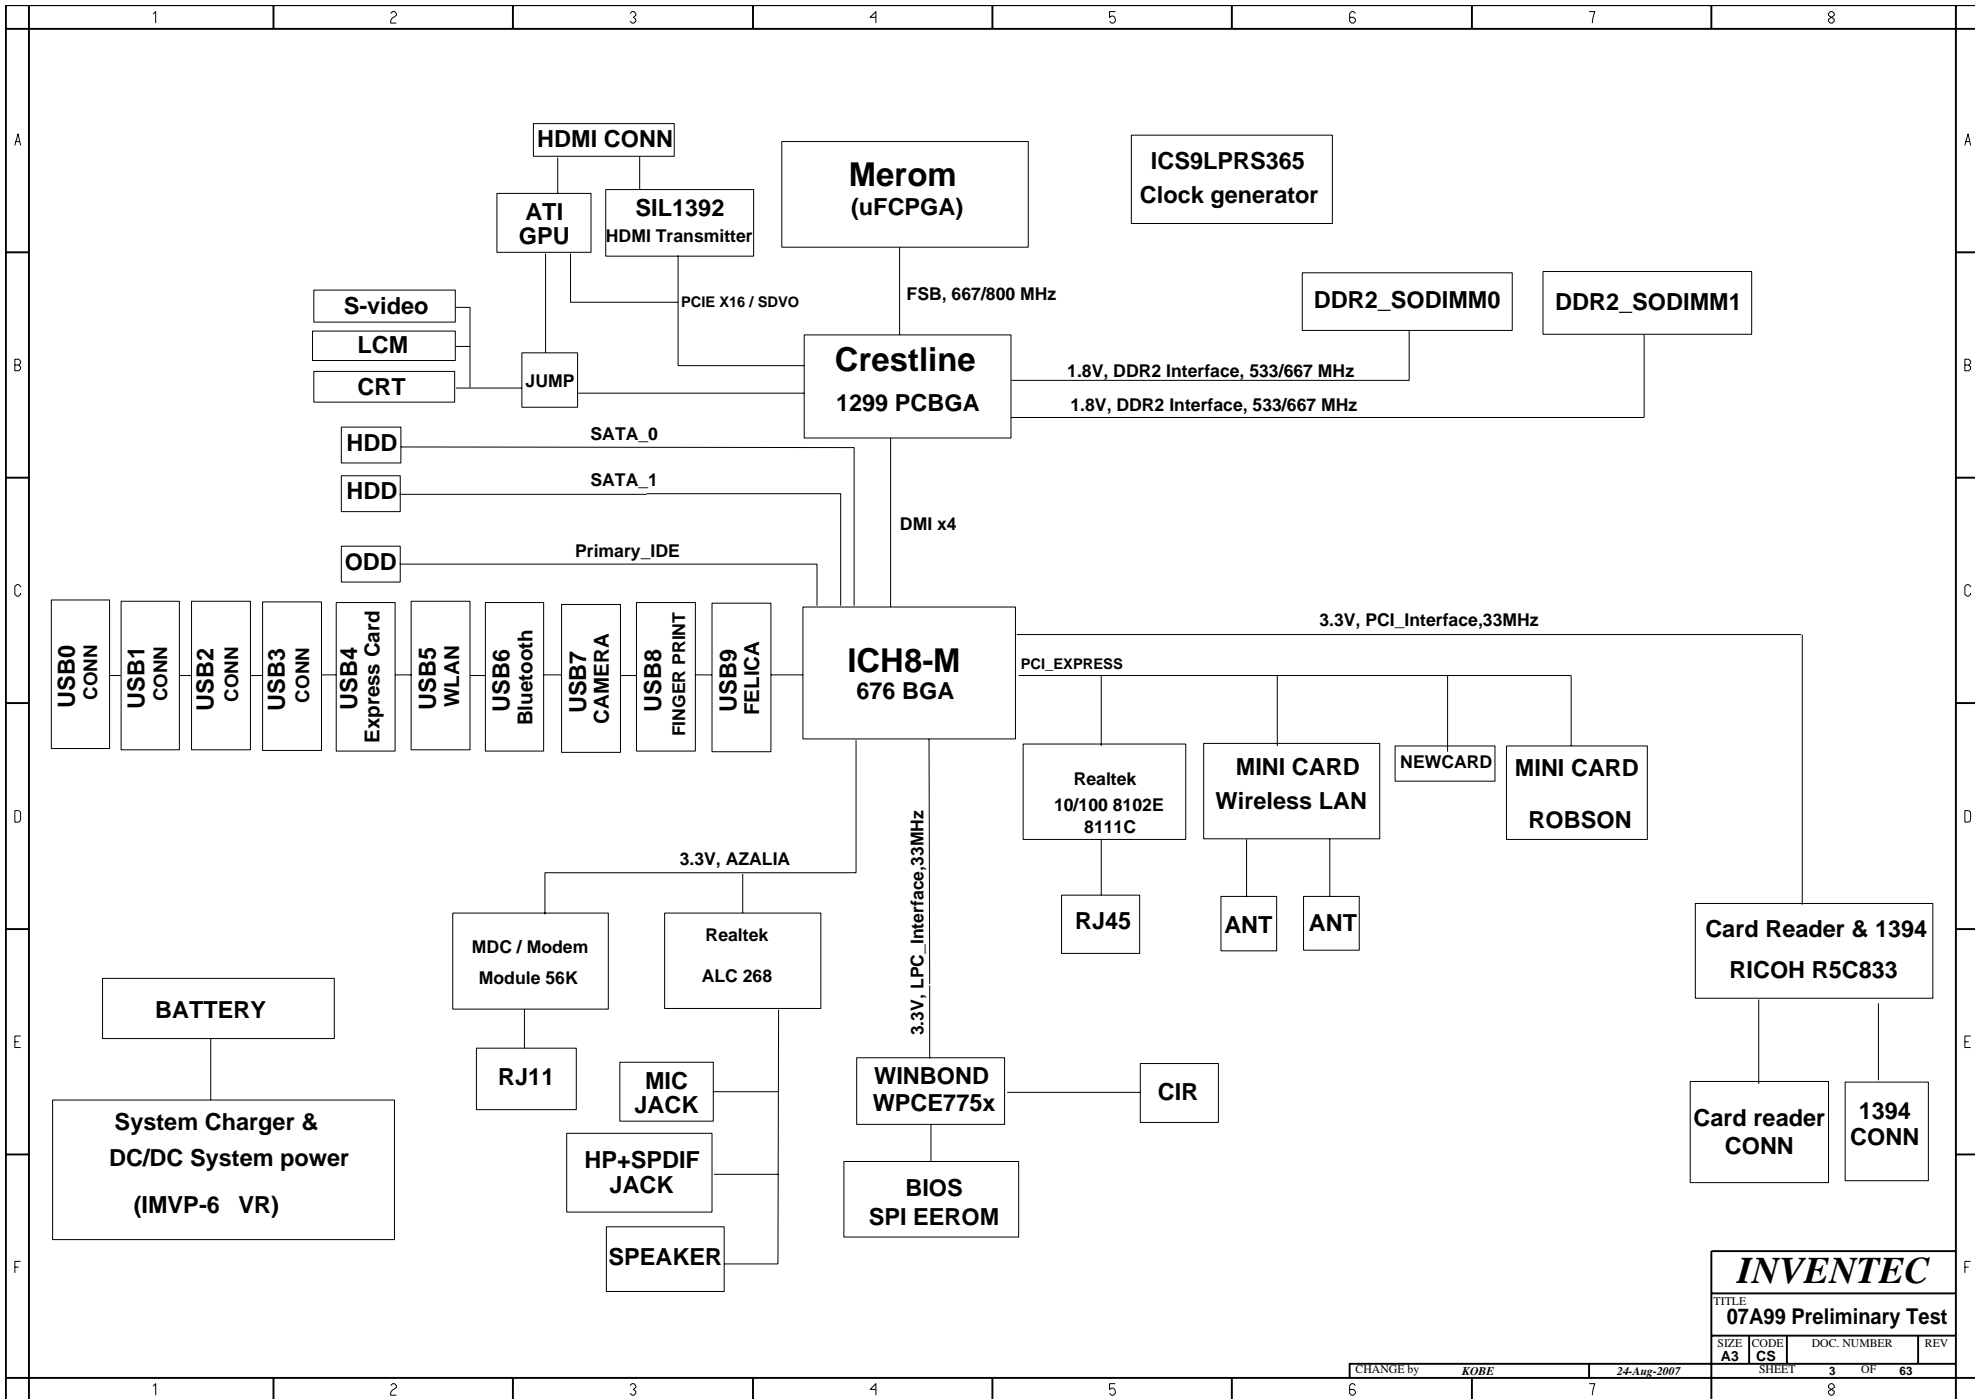 1 2 3 4 5 6 7 8
A
A
HDMI CONN
ATI
GPU
SIL1392
HDMI Transmitter
Merom
(uFCPGA)
ICS9LPRS365
Clock generator
PCIE X16 / SDVO
FSB, 667/800 MHz
DDR2_SODIMM0
DDR2_SODIMM1
S-video
LCM
CRT
JUMP
B
B
Crestline
1299 PCBGA
1.8V, DDR2 Interface, 533/667 MHz
1.8V, DDR2 Interface, 533/667 MHz
HDD
SATA_0
HDD
SATA_1
DMI x4
ODD
Primary_IDE
C
C
USB0
CONN
USB1
CONN
USB2
CONN
USB3
CONN
USB4
Express Card
USB5
WLAN
USB6
Bluetooth
USB7
CAMERA
USB8
FINGER PRINT
USB9
FELICA
ICH8-M
676 BGA
3.3V, PCI_Interface,33MHz
PCI_EXPRESS
Realtek
10/100 8102E
8111C
MINI CARD
Wireless LAN
NEWCARD
MINI CARD
ROBSON
D
D
3.3V, AZALIA
3.3V, LPC_Interface,33MHz
RJ45
ANT
ANT
Card Reader & 1394
RICOH R5C833
MDC / Modem
Module 56K
Realtek
ALC 268
BATTERY
E
E
RJ11
MIC
JACK
WINBOND
WPCE775x
CIR
Card reader
CONN
1394
CONN
System Charger &
DC/DC System power
(IMVP-6 VR)
HP+SPDIF
JACK
BIOS
SPI EEROM
SPEAKER
F
F
INVENTEC
TITLE
07A99 Preliminary Test
SIZE CODE DOC. NUMBER REV
A3 CS
CHANGE by KOBE 24-Aug-2007 SHEET 3 OF 63
1 2 3 4 5 6 7 8